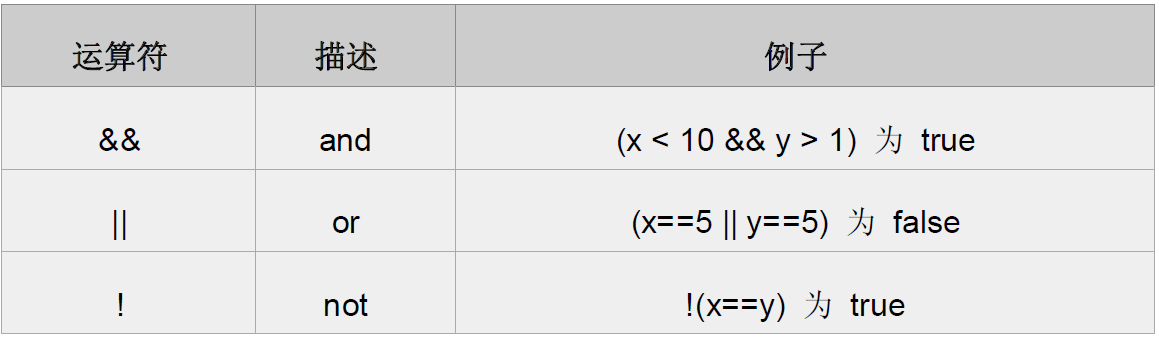 运算符 描述 例子
&& and (x < 10 && y > 1) 为 true
|| or (x==5 || y==5) 为 false
! not !(x==y) 为 true